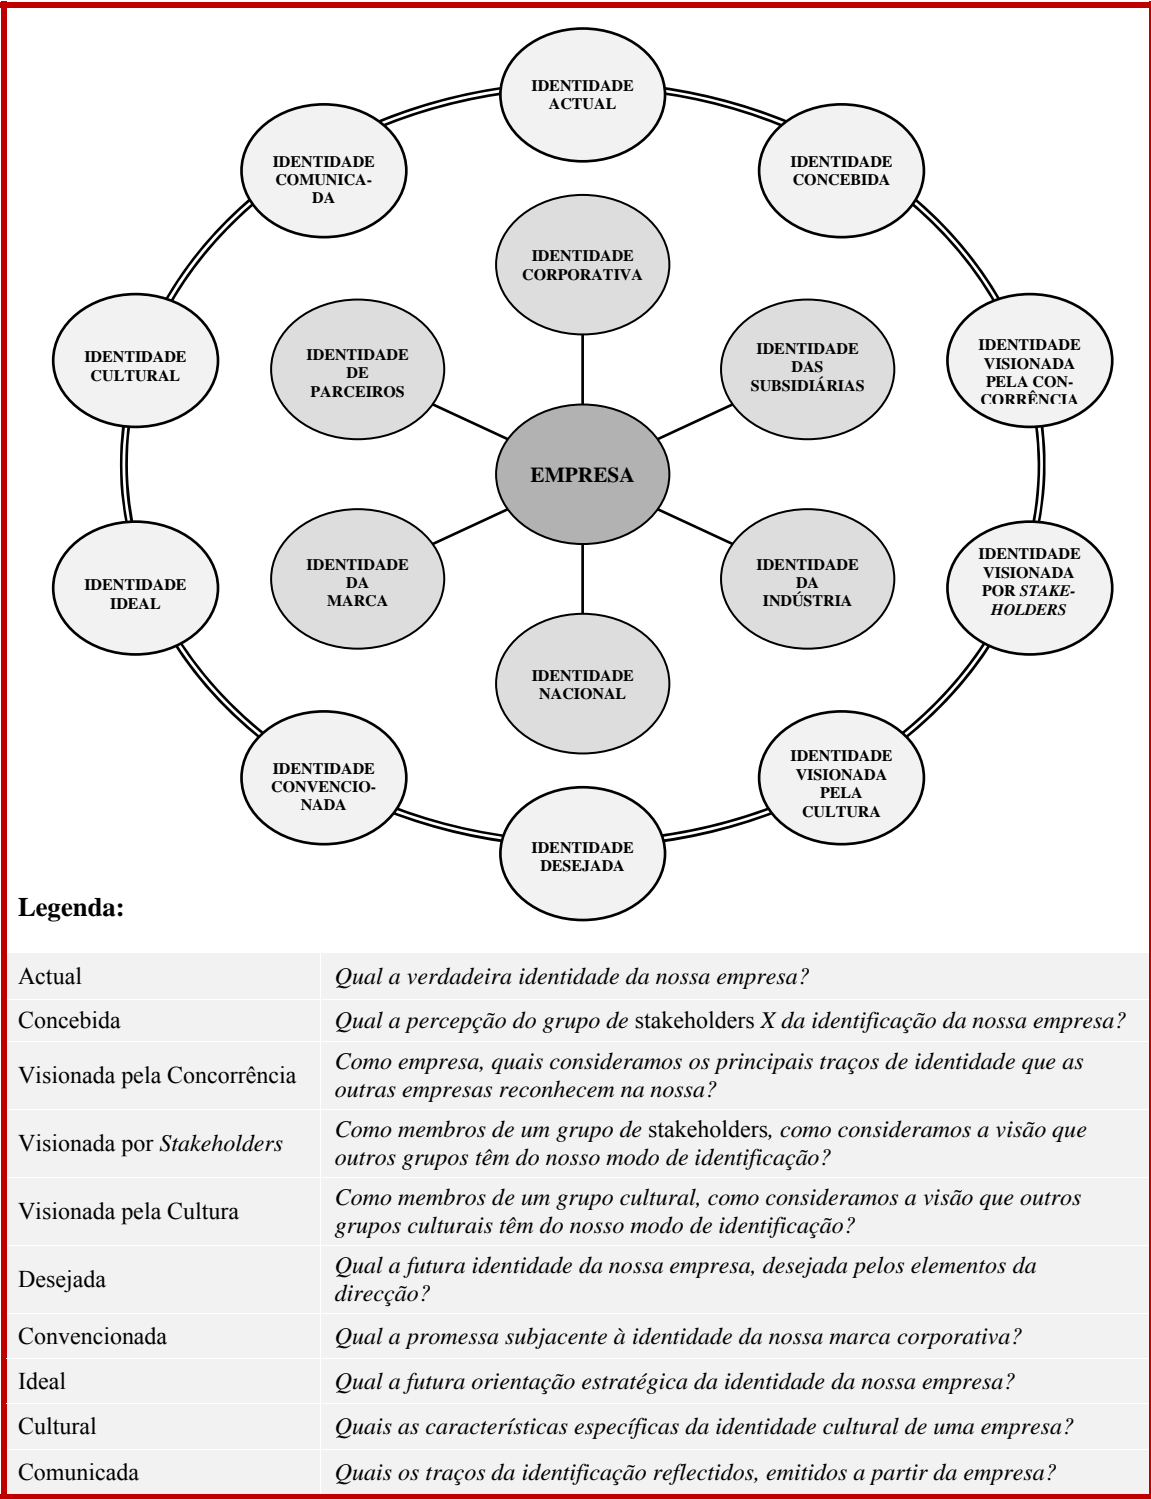 IDENTIDADE
ACTUAL
IDENTIDADE
COMUNICA-
DA
IDENTIDADE
CONCEBIDA
IDENTIDADE
CORPORATIVA
IDENTIDADE
CULTURAL
IDENTIDADE
DE
PARCEIROS
IDENTIDADE
DAS
SUBSIDIÁRIAS
IDENTIDADE
VISIONADA
PELA CON-
CORRÊNCIA
EMPRESA
IDENTIDADE
IDEAL
IDENTIDADE
DA
MARCA
IDENTIDADE
DA
INDÚSTRIA
IDENTIDADE
VISIONADA
POR STAKE-
HOLDERS
IDENTIDADE
NACIONAL
IDENTIDADE
CONVENCIO-
NADA
IDENTIDADE
VISIONADA
PELA
CULTURA
IDENTIDADE
DESEJADA
Legenda:
Actual Qual a verdadeira identidade da nossa empresa?
Concebida Qual a percepção do grupo de stakeholders X da identificação da nossa empresa?
Visionada pela Concorrência Como empresa, quais consideramos os principais traços de identidade que as
outras empresas reconhecem na nossa?
Visionada por Stakeholders Como membros de um grupo de stakeholders, como consideramos a visão que
outros grupos têm do nosso modo de identificação?
Visionada pela Cultura Como membros de um grupo cultural, como consideramos a visão que outros
grupos culturais têm do nosso modo de identificação?
Desejada Qual a futura identidade da nossa empresa, desejada pelos elementos da
direcção?
Convencionada Qual a promessa subjacente à identidade da nossa marca corporativa?
Ideal Qual a futura orientação estratégica da identidade da nossa empresa?
Cultural Quais as características específicas da identidade cultural de uma empresa?
Comunicada Quais os traços da identificação reflectidos, emitidos a partir da empresa?